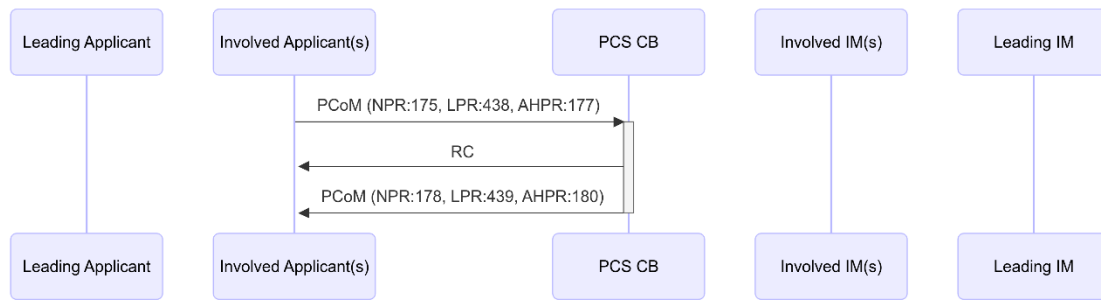 Leading Applicant
Involved Applicant(s)
PCS CB
Involved IM(s)
Leading IM
PCoM (NPR:175, LPR:438, AHPR:177)
RC
PCoM (NPR:178, LPR:439, AHPR:180)
Leading Applicant
Involved Applicant(s)
PCS CB
Involved IM(s)
Leading IM